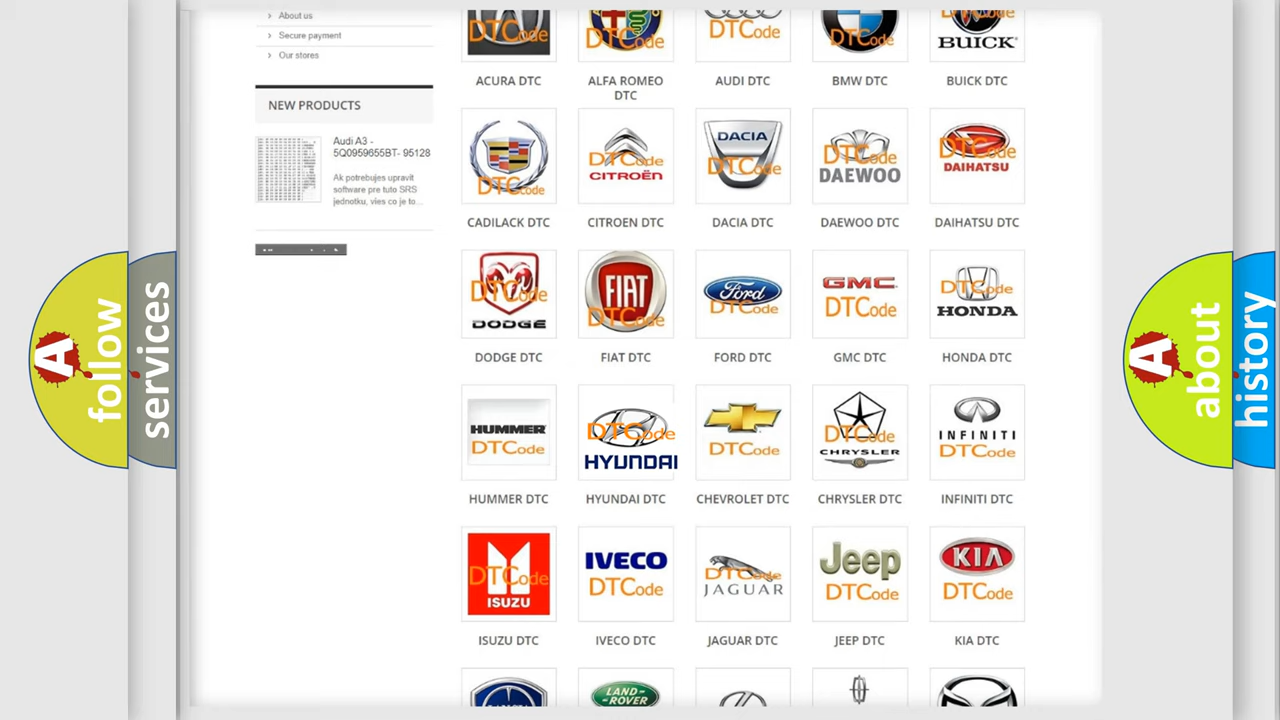 About us
Secure payment
Our stores
NEW PRODUCTS
Audi A3 -
5Q0959655BT- 95128
Ak potrebujes upravit
software pre tuto SRS
jednotku, vies co je to...
DTCode
DTCode
DTCode
DTCode
BUICK
ACURA DTC
ALFA ROMEO
DTC
AUDI DTC
BMW DTC
BUICK DTC
DTCode
DTCode
CITROËN
DACIA
DTCode
DTCode
DAEWOO
DTCode
DAIHATSU
CADILACK DTC
CITROEN DTC
DACIA DTC
DAEWOO DTC
DAIHATSU DTC
DTCode
DODGE
FIAT
DTCode
Ford
DTCode
GMC
DTCode
DTCode
HONDA
DODGE DTC
FIAT DTC
FORD DTC
GMC DTC
HONDA DTC
HUMMER
DTCode
DTCode
HYUNDAI
DTCode
DTCode
CHRYSLER
INFINITI
DTCode
HUMMER DTC
HYUNDAI DTC
CHEVROLET DTC
CHRYSLER DTC
INFINITI DTC
DTCode
ISUZU
IVECO
DTCode
DTCode
JAGUAR
Jeep
DTCode
KIA
DTCode
ISUZU DTC
IVECO DTC
JAGUAR DTC
JEEP DTC
KIA DTC
LAND-
ROVER
A
follow
services
A
about
history